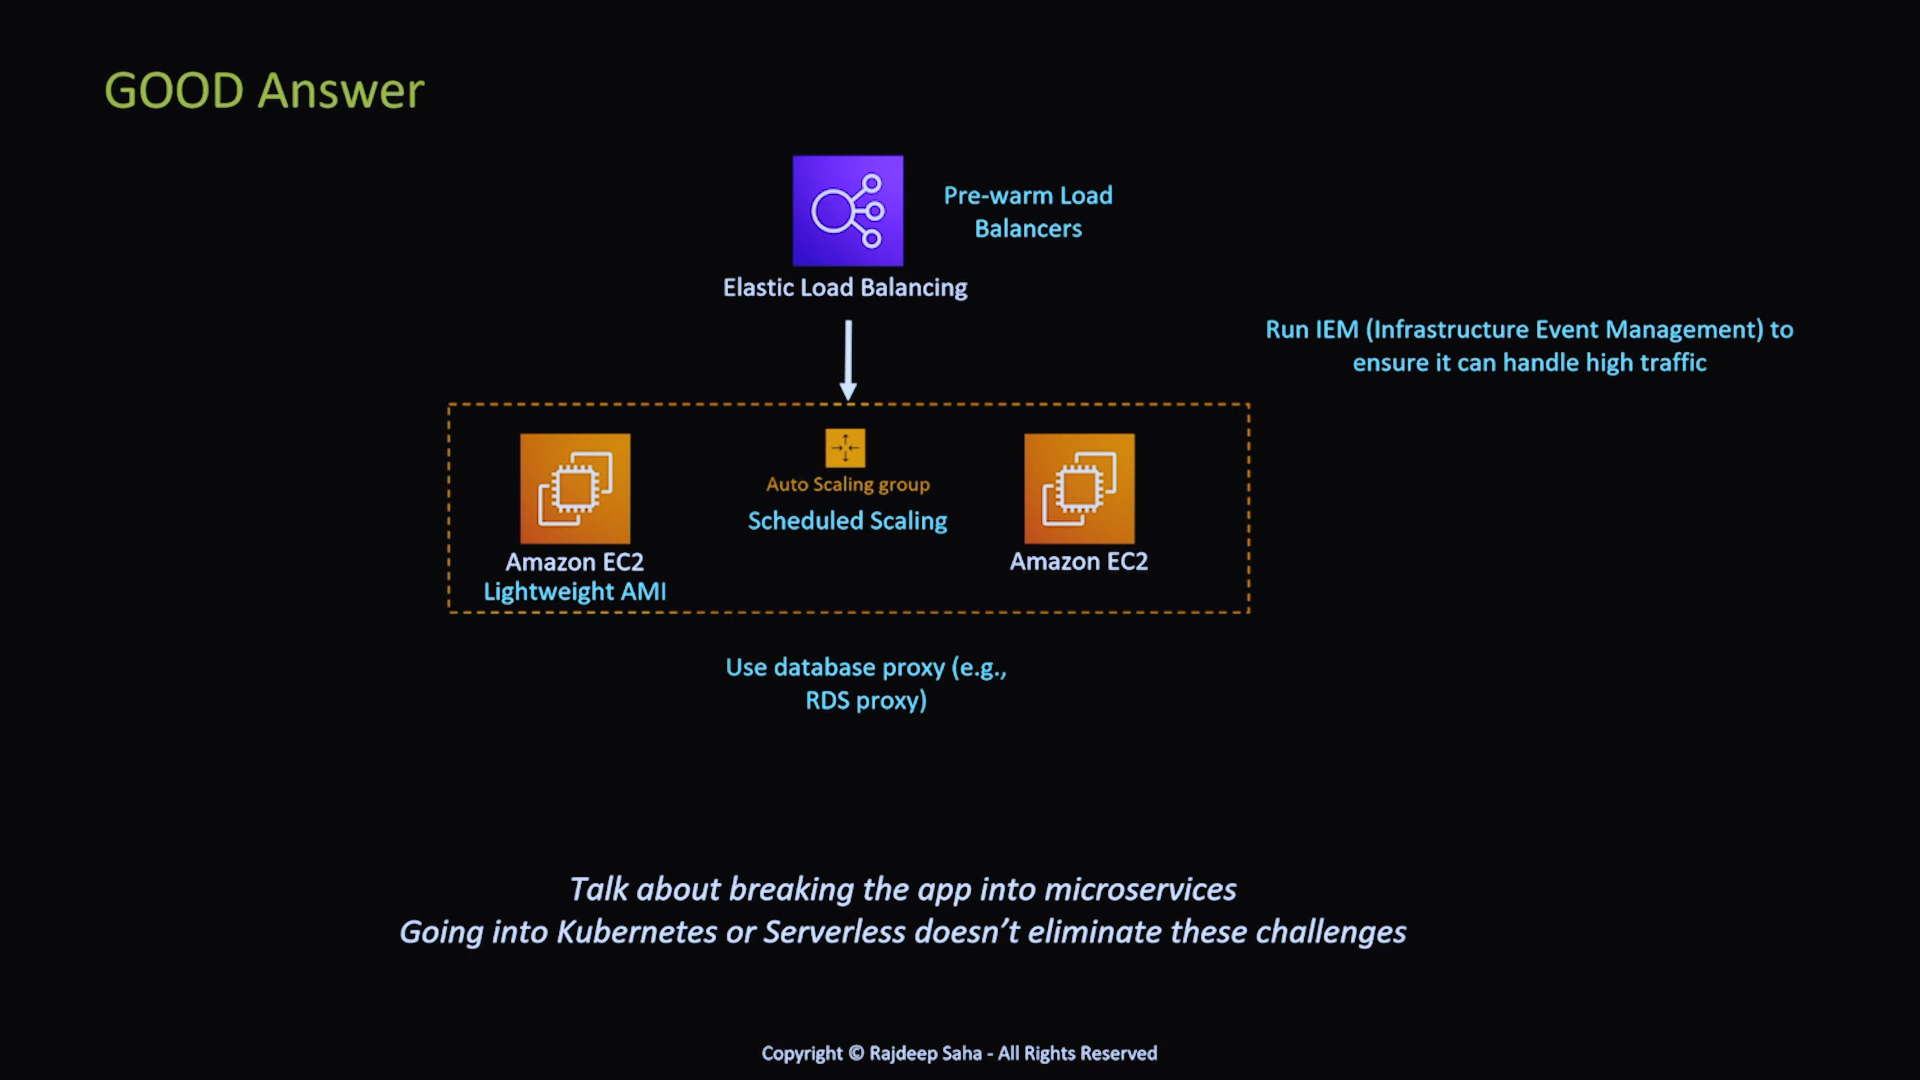 GOOD Answer
Pre-warm Load
Balancers
Elastic Load Balancing
Run IEM (Infrastructure Event Management) to
ensure it can handle high traffic
Auto Scaling group
Scheduled Scaling
Amazon EC2
Lightweight AMI
Amazon EC2
Use database proxy (e.g.,
RDS proxy)
Talk about breaking the app into microservices
Going into Kubernetes or Serverless doesn’t eliminate these challenges
Copyright © Rajdeep Saha - All Rights Reserved